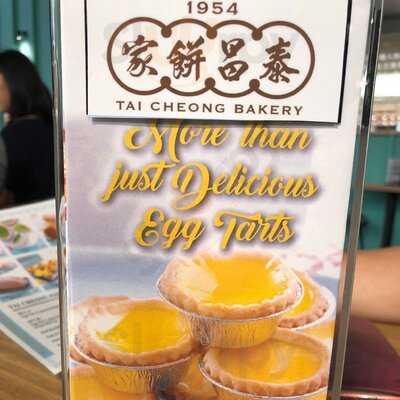 1954
家餅昌泰
TAI CHEONG BAKERY
More than
just Delicious
Egg Tarts